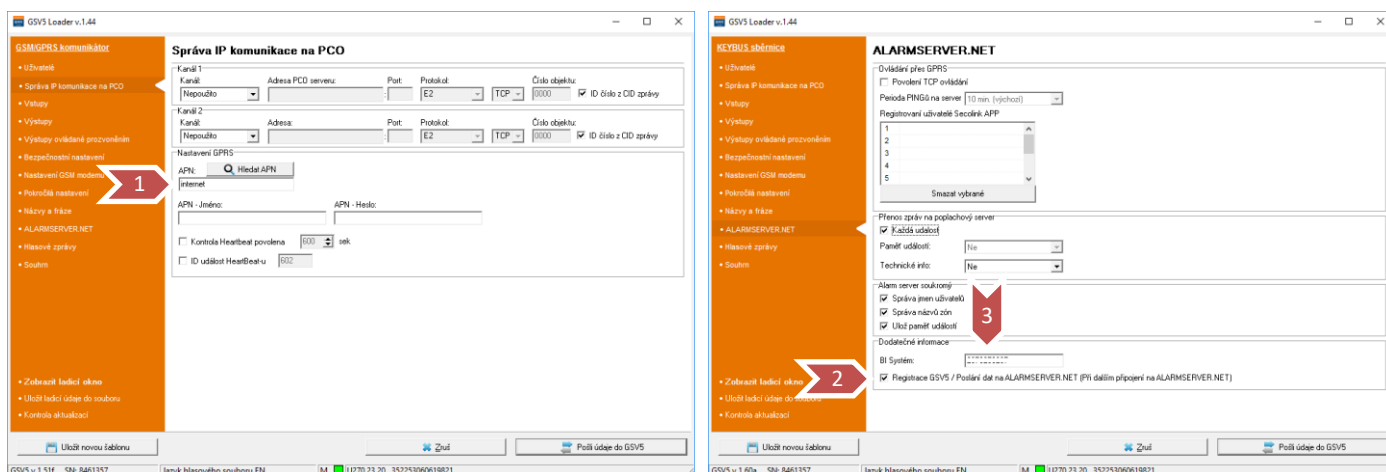 GSV5 Loader v.1.44
GSM/GPRS komunikátor
• Uživatelé
• Správa IP komunikace na PCO
• Vstupy
• Výstupy
• Výstupy ovládané prozvoněním
• Bezpečnostní nastavení
• Nastavení GSM modemu
• Pokročilá nastavení
• Názvy a fráze
• ALARMSERVER.NET
• Hlasové zprávy
• Souhrn
• Zobrazit ladicí okno
• Uložit ladicí údaje do souboru
• Kontrola aktualizací
Správa IP komunikace na PCO
Kanál 1
Kanál: Adresa PCO serveru: Port: Protokol: Číslo objektu:
Nepoužito : E2 TCP 0000 ID číslo z CID zprávy
Kanál 2
Kanál: Adresa: Port: Protokol: Číslo objektu:
Nepoužito : E2 TCP 0000 ID číslo z CID zprávy
Nastavení GPRS
APN: Hledat APN
1
internet
APN - Jméno: APN - Heslo:
Kontrola Heartbeat povolena 600 sek
ID událost HeartBeat-u 602
Uložit novou šablonu Zruš Pošli údaje do GSV5
GSV5 v.1.51f SN: 8461357 Jazyk hlasového souboru EN M U270 23.20 352253060619821
GSV5 Loader v.1.44
KEYBUS sběrnice
• Uživatelé
• Správa IP komunikace na PCO
• Vstupy
• Výstupy
• Výstupy ovládané prozvoněním
• Bezpečnostní nastavení
• Nastavení GSM modemu
• Pokročilá nastavení
• Názvy a fráze
• ALARMSERVER.NET
• Hlasové zprávy
• Souhrn
• Zobrazit ladicí okno
• Uložit ladicí údaje do souboru
• Kontrola aktualizací
ALARMSERVER.NET
Ovládání přes GPRS
Povolení TCP ovládání
Perioda PINGů na server 10 min. (výchozí)
Registrovaní uživatelé Secolink APP
1
2
3
4
5
Smazat vybrané
Přenos zpráv na poplachový server
Každá událost
Paměť událostí: Ne
Technické info: Ne
Alarm server soukromý
Správa jmen uživatelů
Správa názvů zón
3
Ulož paměť událostí
Dodatečné informace
BI Systém:
2
Registrace GSV5 / Poslání dat na ALARMSERVER.NET (Při dalším připojení na ALARMSERVER.NET)
Uložit novou šablonu Zruš Pošli údaje do GSV5
GSV5 v.1.60a SN: 8461357 Jazyk hlasového souboru EN M U270 23.20 352253060619821